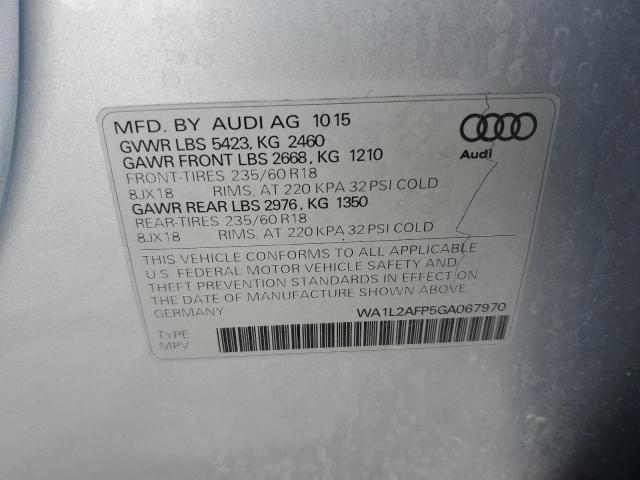 MFD. BY AUDI AG 1015
GVWR LBS 5423, KG 2460
GAWR FRONT LBS 2668, KG 1210
FRONT-TIRES 235/60 R18
8JX18 RIMS, AT 220 KPA 32 PSI COLD
GAWR REAR LBS 2976, KG 1350
REAR-TIRES 235/60 R18
8JX18 RIMS, AT 220 KPA 32 PSI COLD
Audi
THIS VEHICLE CONFORMS TO ALL APPLICABLE
U.S. FEDERAL MOTOR VEHICLE SAFETY AND
THEFT PREVENTION STANDARDS IN EFFECT ON
THE DATE OF MANUFACTURE SHOWN ABOVE.
GERMANY WA1L2AFP5GA067970
TYPE:
MPV